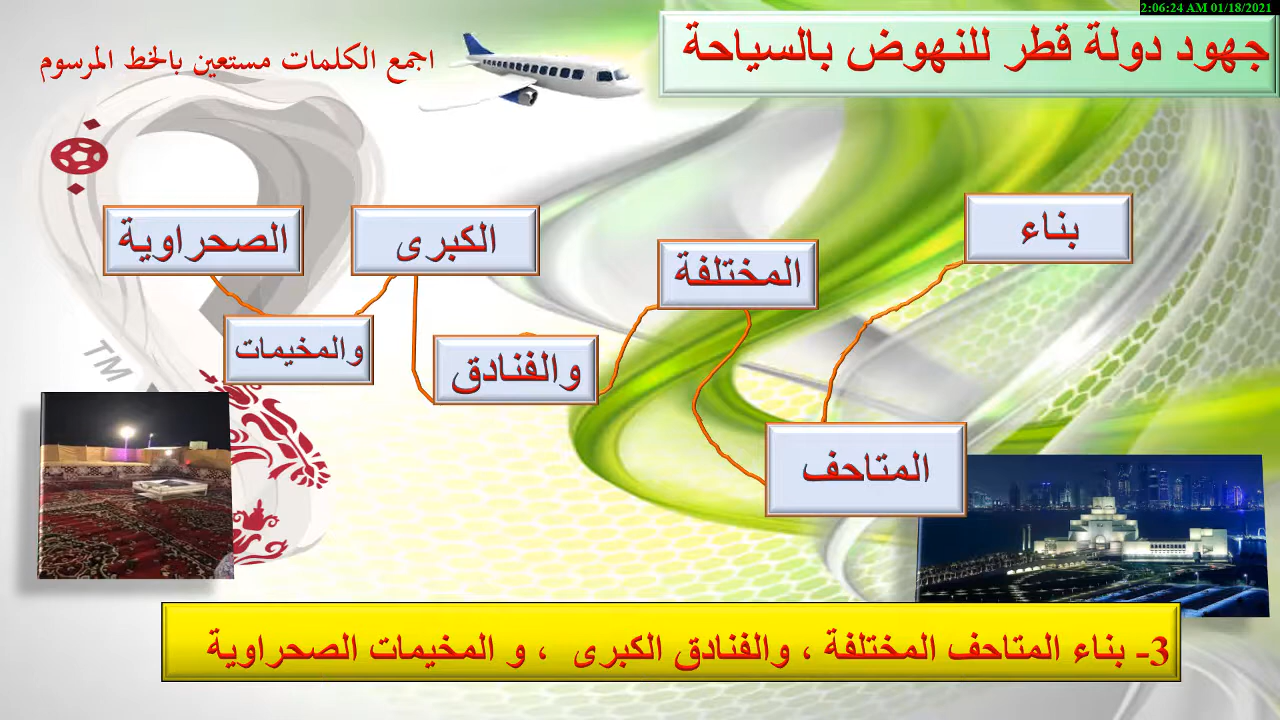 2:06:24 AM 01/18/2021
جهود دولة قطر للنهوض بالسياحة
اجمع الكلمات مستعين بالخط المرسوم
بناء
المختلفة
الكبرى
الصحراوية
والمخيمات
والفنادق
المتاحف
TM
3- بناء المتاحف المختلفة ، والفنادق الكبرى ، و المخيمات الصحراوية